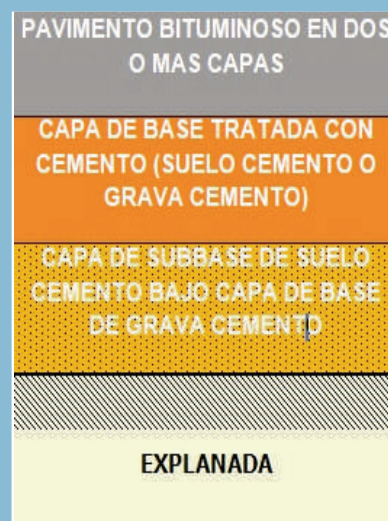 PAVIMENTO BITUMINOSO EN DOS
O MAS CAPAS
CAPA DE BASE TRATADA CON
CEMENTO (SUELO CEMENTO O
GRAVA CEMENTO)
CAPA DE SUBBASE DE SUELO
CEMENTO BAJO CAPA DE BASE
DE GRAVA CEMENTO
EXPLANADA